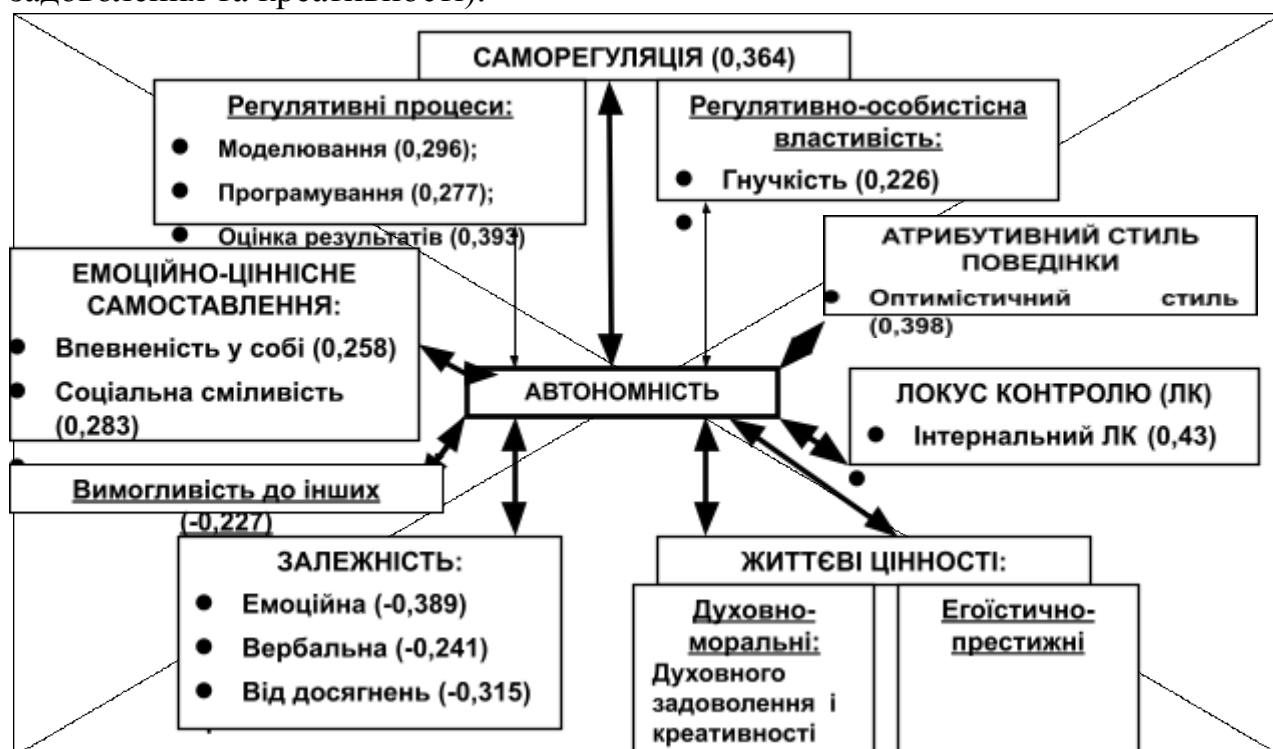 задоволення та креативності).
САМОРЕГУЛЯЦІЯ (0,364)
Регулятивні процеси:
Моделювання (0,296);
Програмування (0,277);
Оцінка результатів (0,393)
Регулятивно-особистісна
властивість:
Гнучкість (0,226)
АТРИБУТИВНИЙ СТИЛЬ
ПОВЕДІНКИ
Оптимістичний стиль
(0,398)
ЕМОЦІЙНО-ЦІННІСНЕ
САМОСТАВЛЕННЯ:
Впевненість у собі (0,258)
Соціальна сміливість
(0,283)
АВТОНОМНІСТЬ
ЛОКУС КОНТРОЛЮ (ЛК)
Інтернальний ЛК (0,43)
Вимогливість до інших
(-0,227)
ЗАЛЕЖНІСТЬ:
Емоційна (-0,389)
Вербальна (-0,241)
Від досягнень (-0,315)
ЖИТТЄВІ ЦІННОСТІ:
Духовно-
моральні:
Духовного
задоволення і
креативності
Егоїстично-
престижні